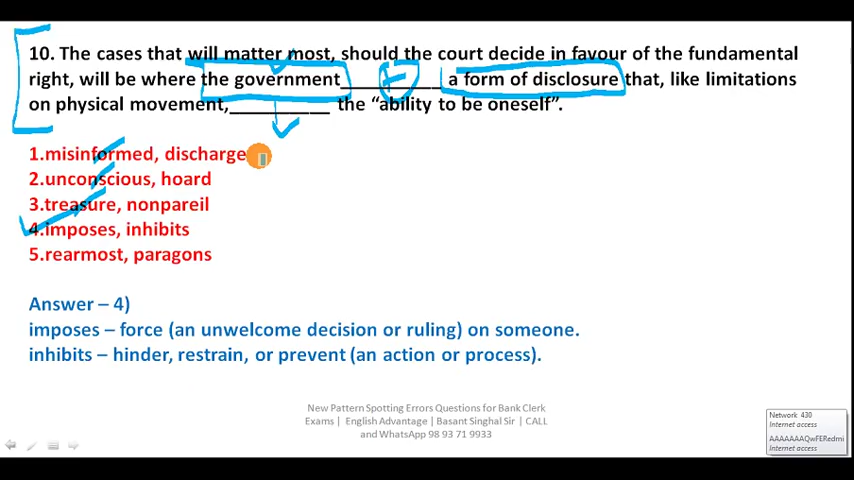 10. The cases that will matter most, should the court decide in favour of the fundamental
right, will be where the government__________ a form of disclosure that, like limitations
on physical movement,__________ the “ability to be oneself”.
1.misinformed, discharge
2.unconscious, hoard
3.treasure, nonpareil
4.imposes, inhibits
5.rearmost, paragons
Answer – 4)
imposes – force (an unwelcome decision or ruling) on someone.
inhibits – hinder, restrain, or prevent (an action or process).
New Pattern Spotting Errors Questions for Bank Clerk
Exams | English Advantage | Basant Singhal Sir | CALL
and WhatsApp 98 93 71 9933
Network 430
Internet access
AAAAAAAQwFERedmi
Internet access